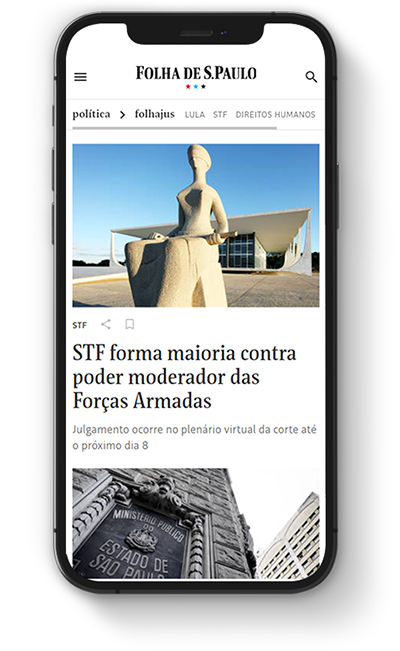 FOLHA DE S.PAULO
política > folhajus LULA STF DIREITOS HUMANOS
STF
STF forma maioria contra
poder moderador das
Forças Armadas
Julgamento ocorre no plenário virtual da corte até
o próximo dia 8
MINISTÉRIO PÚBLICO
DO
ESTADO DE
SÃO PAULO